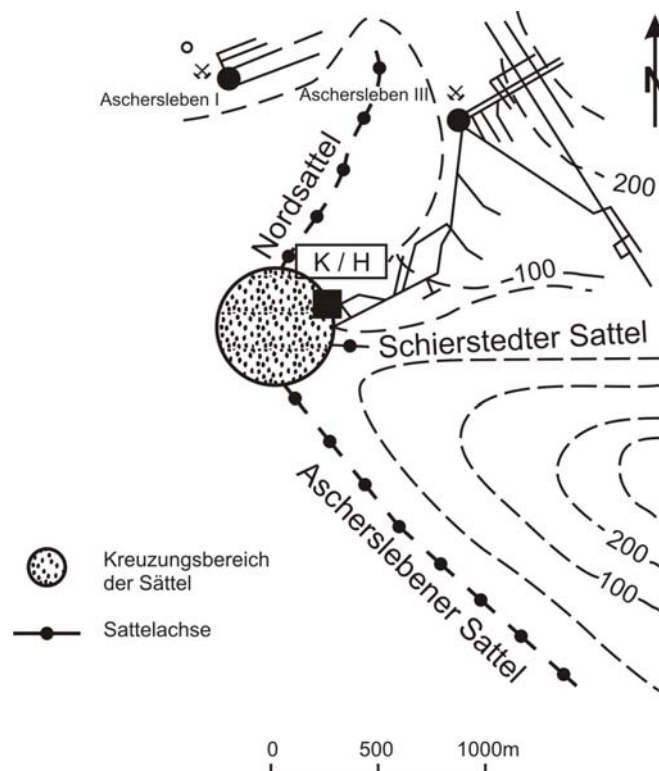 N
Aschersleben I
Aschersleben III
200
Nordsattel
K / H
100
Schierstedter Sattel
Ascherslebener Sattel
200
100
Kreuzungsbereich
der Sättel
Sattelachse
0 500 1000m